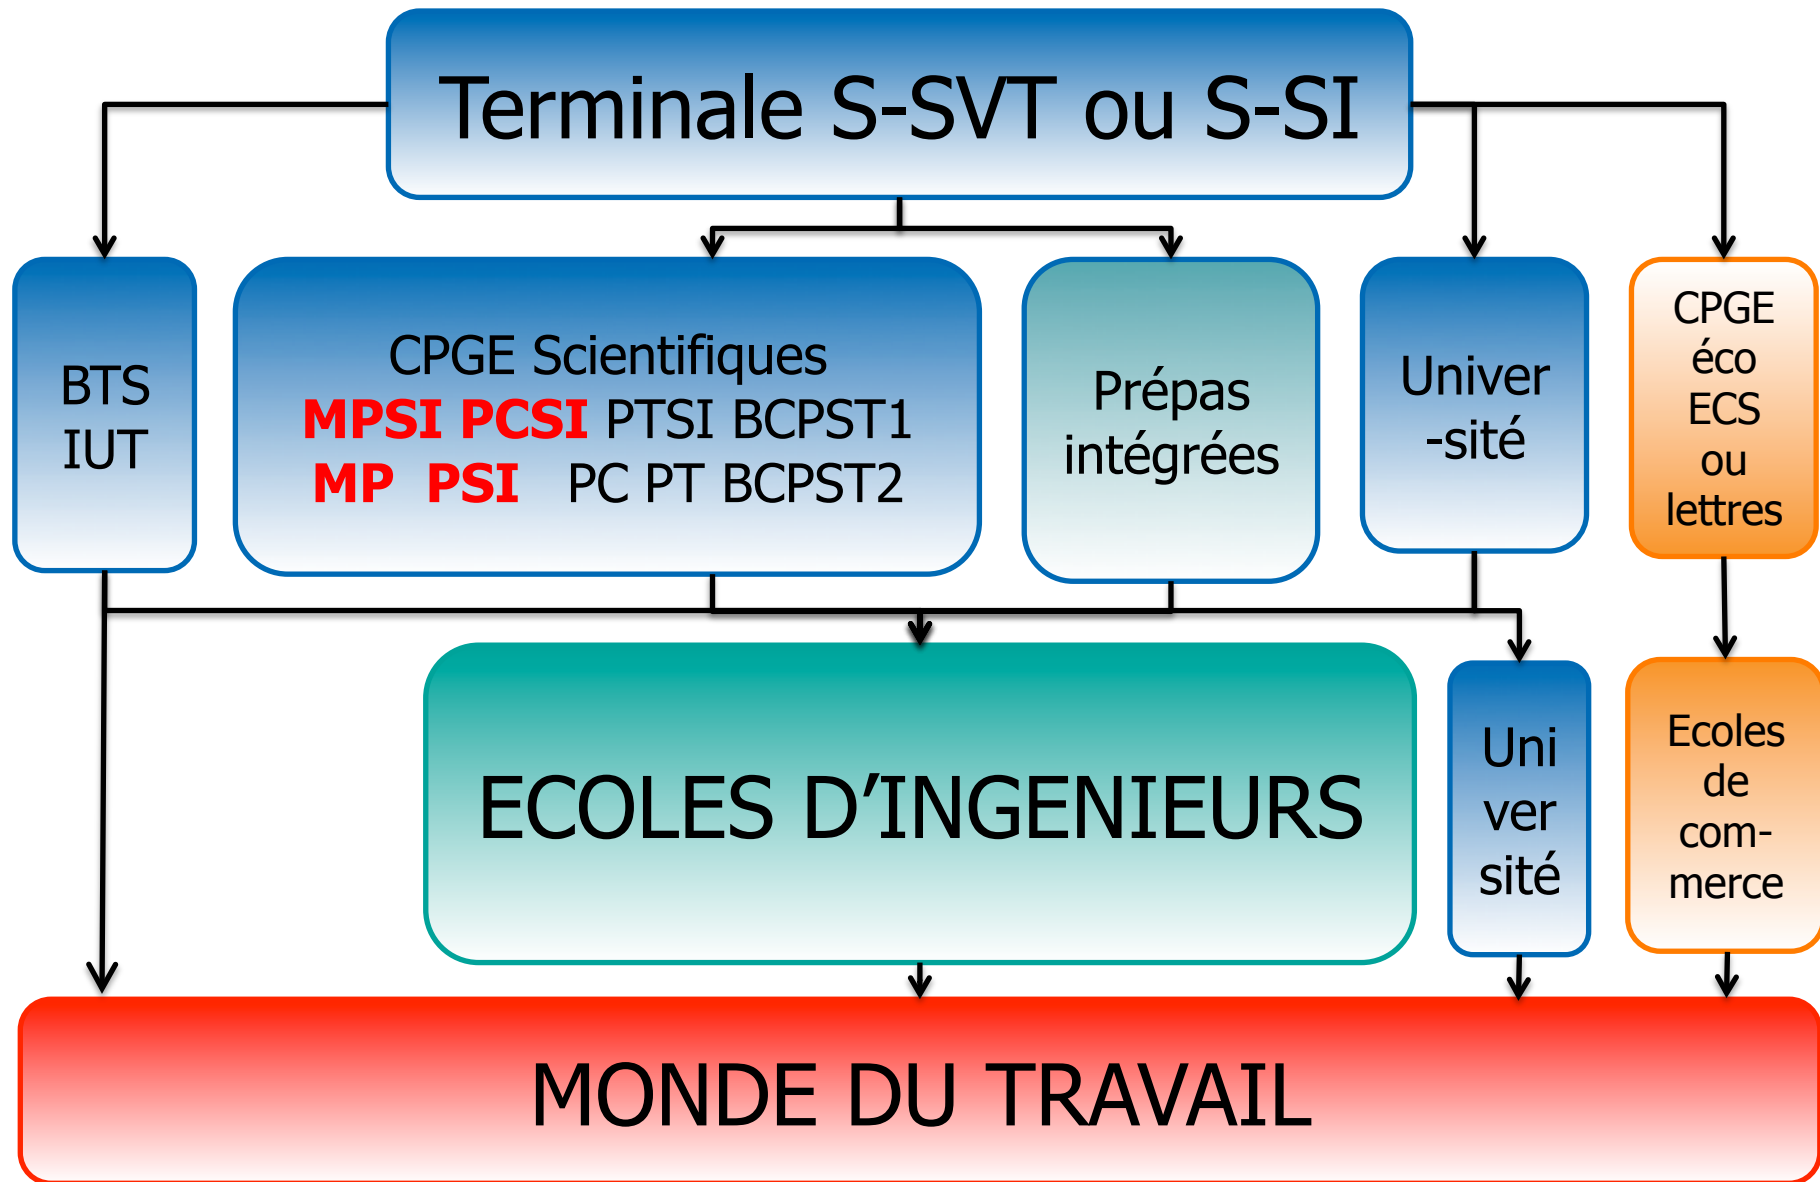 Terminale S-SVT ou S-SI
BTS
IUT
CPGE Scientifiques
MPSI PCSI PTSI BCPST1
MP PSI PC PT BCPST2
Prépas
intégrées
Univer
-sité
CPGE
éco
ECS
ou
lettres
ECOLES D’INGENIEURS
Uni
ver
sité
Ecoles
de
com-
merce
MONDE DU TRAVAIL